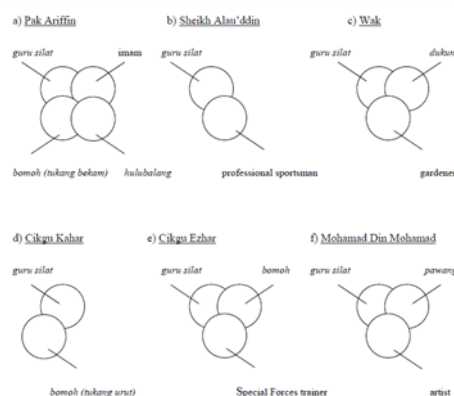 a) Pak Ariffin b) Sheikh Alau'ddin c) Wak
guru silat imam guru silat guru silat dukun
bomoh (tukang bekam) hulubalang professional sportsman gardener
d) Cikgu Kahar e) Cikgu Ezhar f) Mohamad Din Mohamad
guru silat guru silat bomoh guru silat pawang
bomoh (tukang urut) Special Forces trainer artist